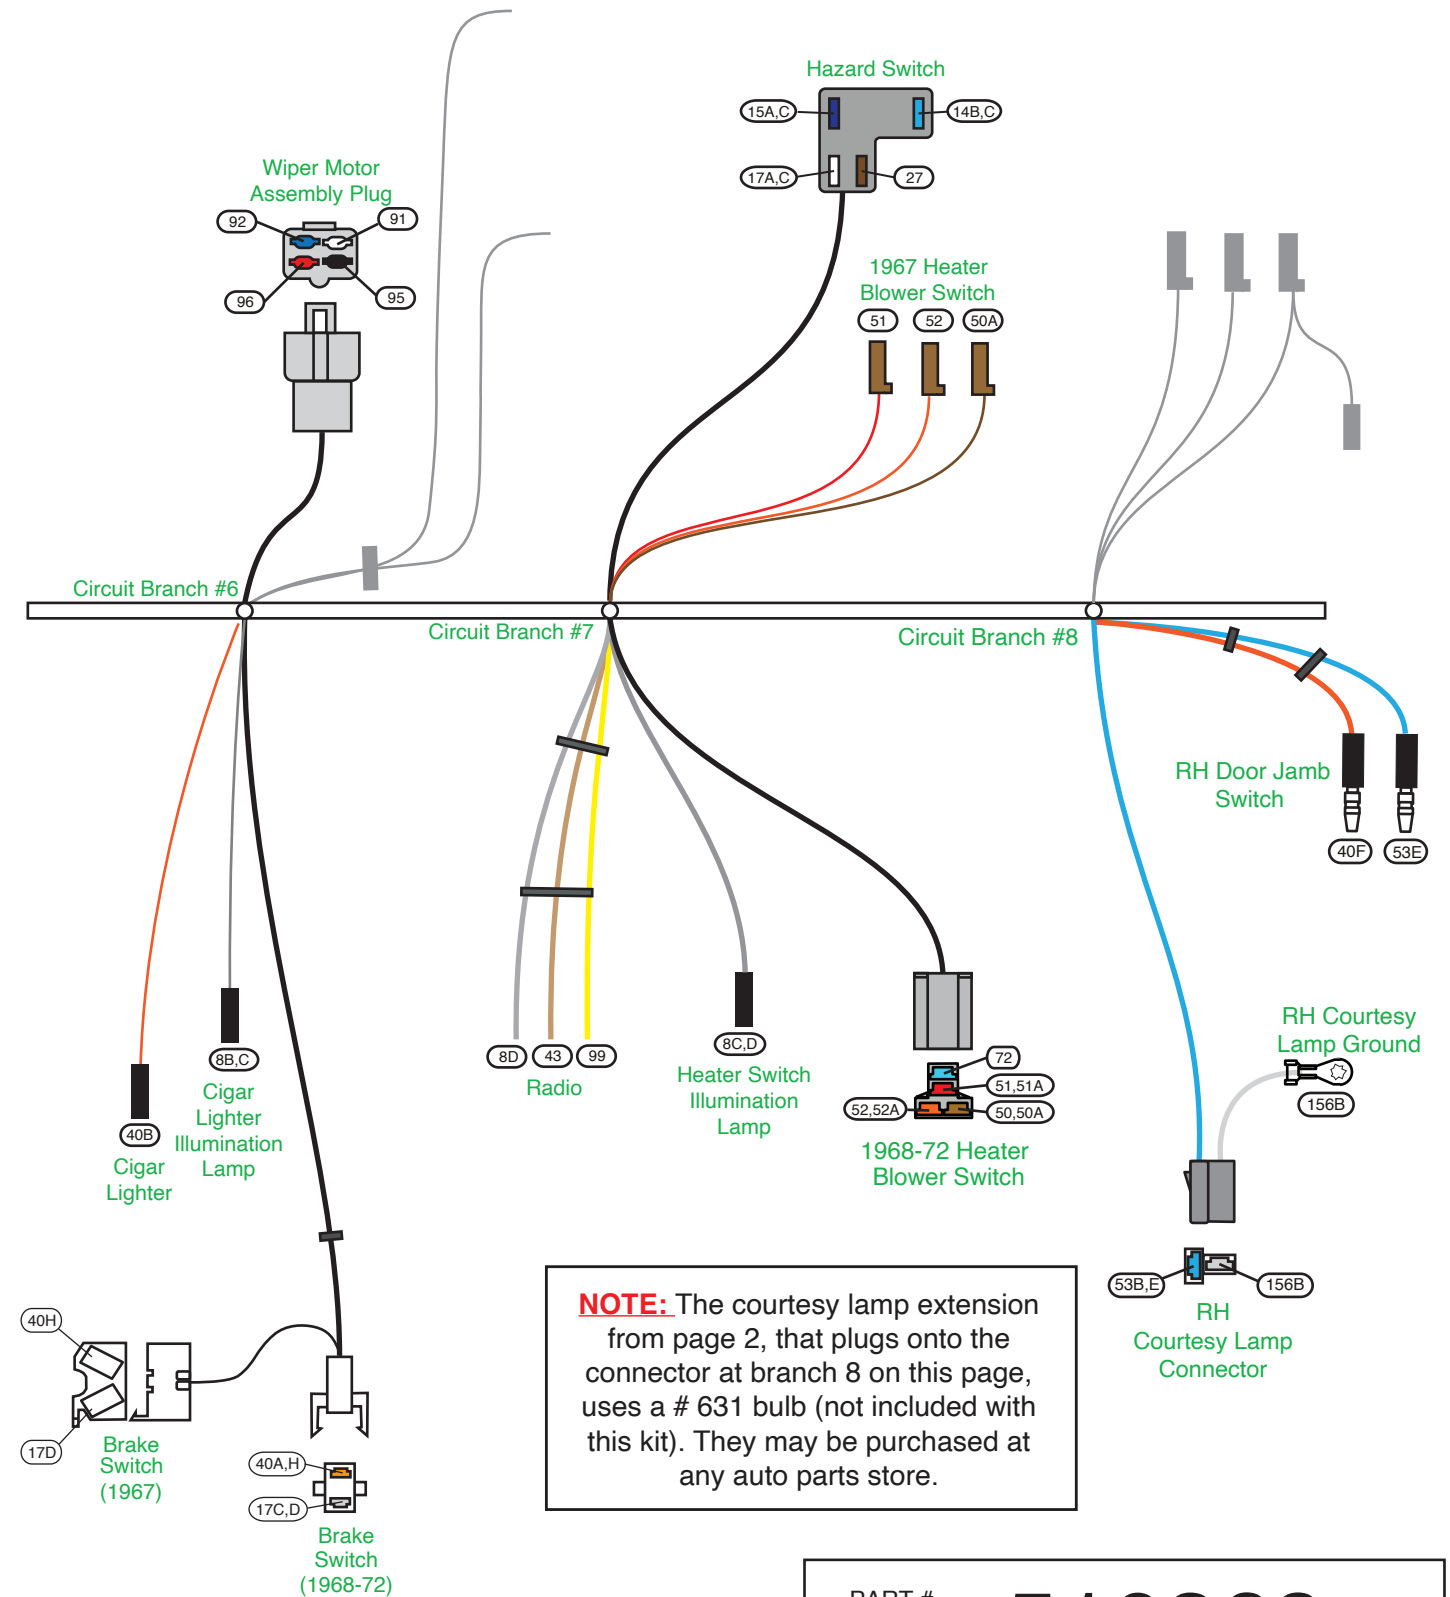 Hazard Switch
15A,C
14B,C
17A,C
27
Wiper Motor
Assembly Plug
92
91
96
95
1967 Heater
Blower Switch
51
52
50A
Circuit Branch #6
Circuit Branch #7
Circuit Branch #8
RH Door Jamb
Switch
40F
53E
8B,C
Cigar
Lighter
Illumination
Lamp
40B
Cigar
Lighter
8D
43
99
Radio
8C,D
Heater Switch
Illumination
Lamp
72
51,51A
52,52A
50,50A
1968-72 Heater
Blower Switch
RH Courtesy
Lamp Ground
156B
53B,E
156B
RH
Courtesy Lamp
Connector
40H
17D
Brake
Switch
(1967)
40A,H
17C,D
Brake
Switch
(1968-72)
NOTE: The courtesy lamp extension
from page 2, that plugs onto the
connector at branch 8 on this page,
uses a # 631 bulb (not included with
this kit). They may be purchased at
any auto parts store.
PART #